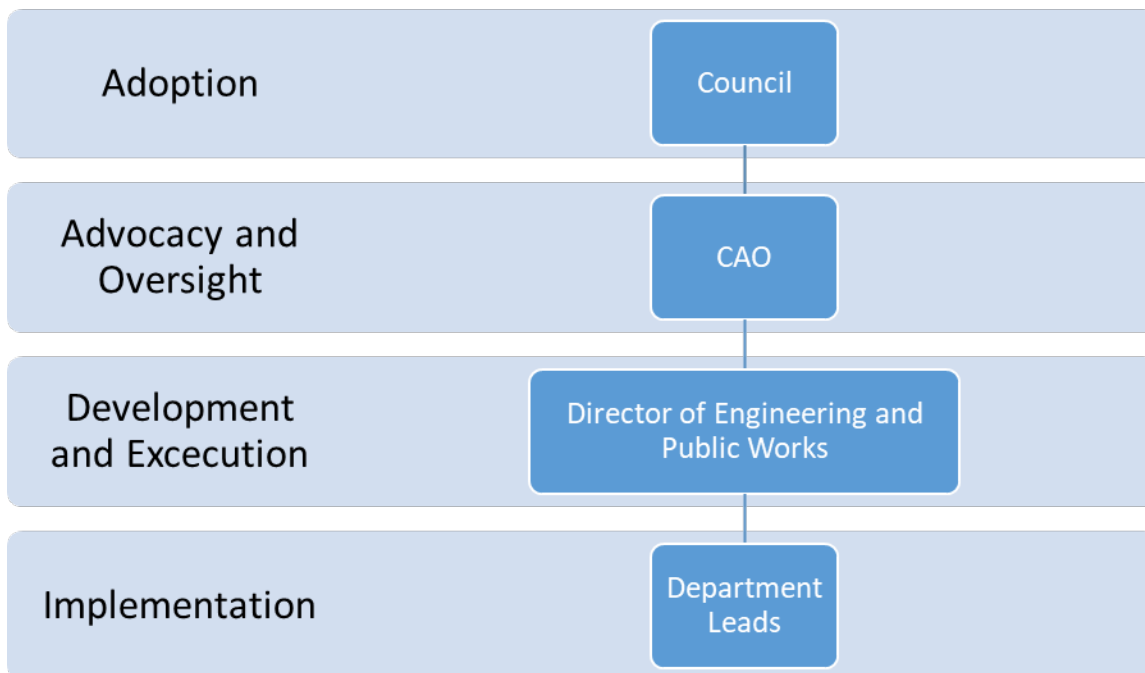 Adoption
Council
Advocacy and
Oversight
CAO
Development
and Excecution
Director of Engineering and
Public Works
Implementation
Department
Leads